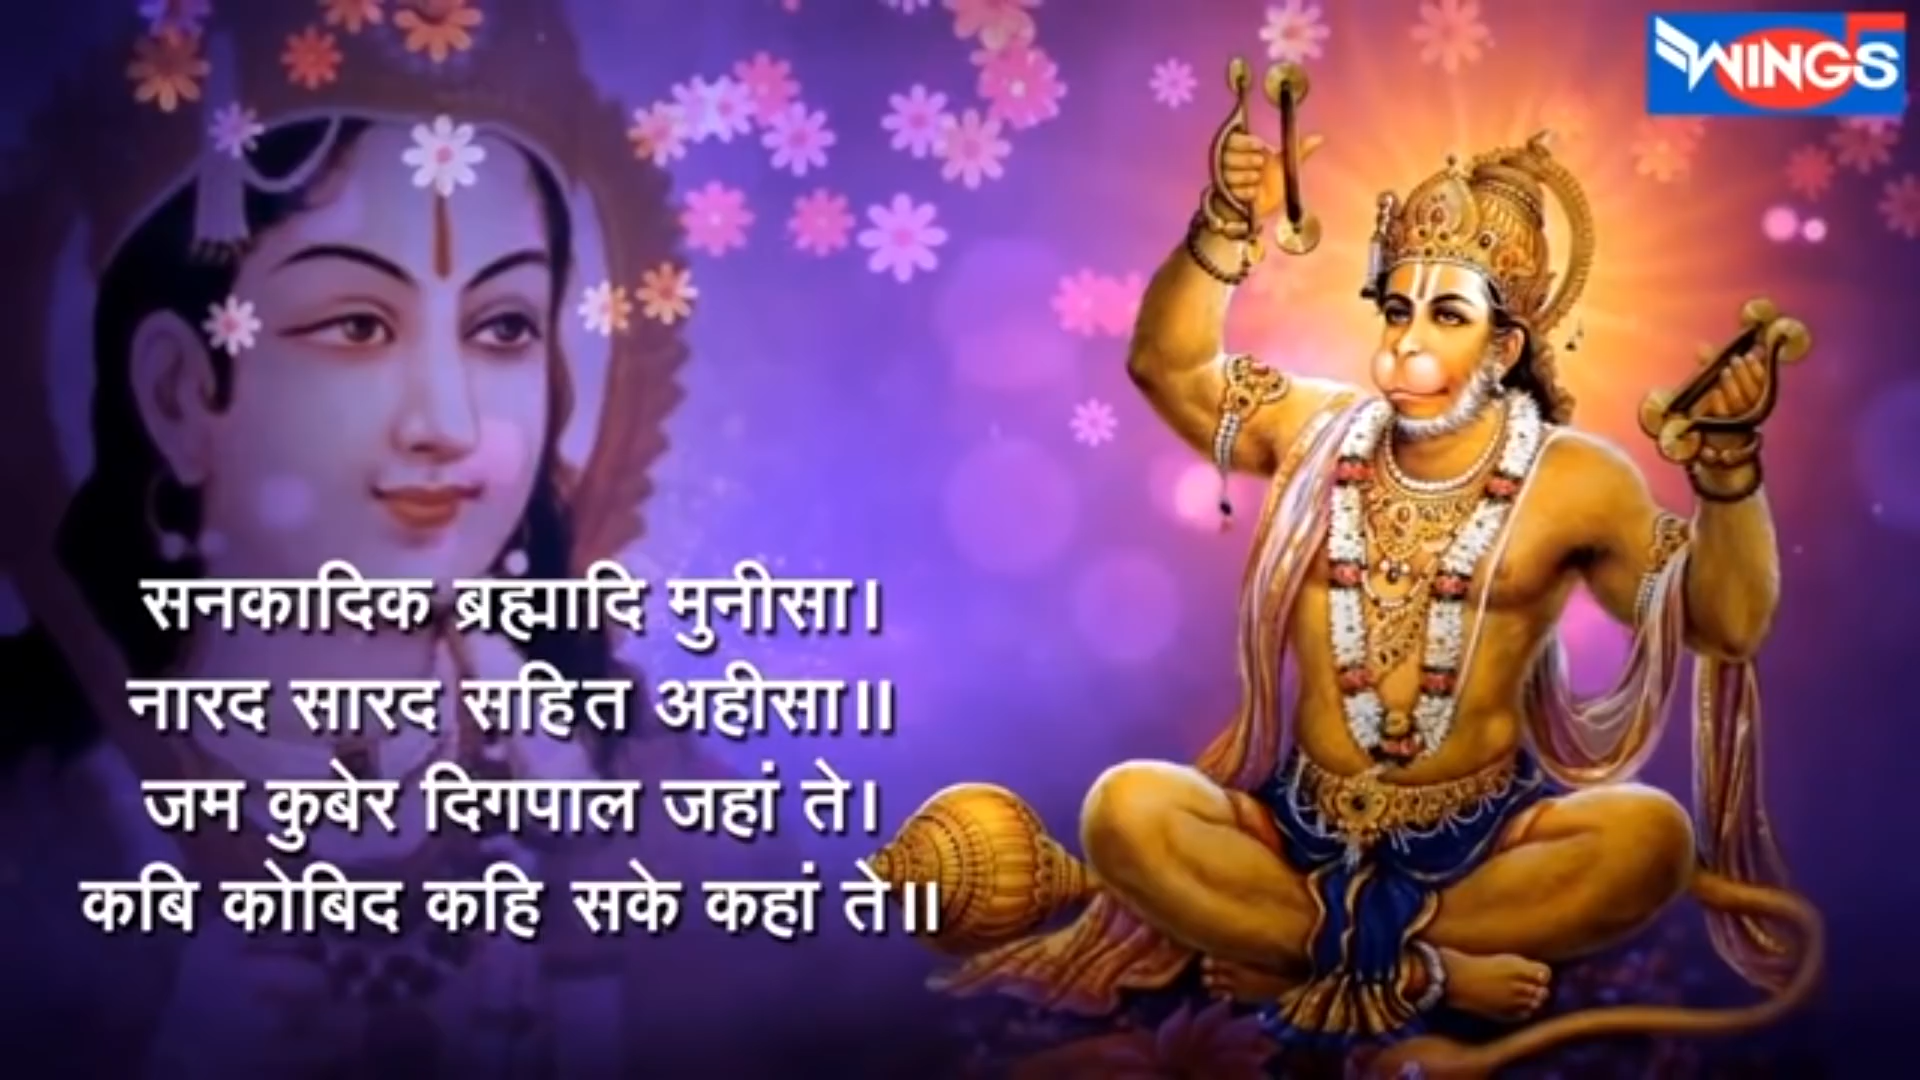 WINGS
सनकादिक ब्रह्मादि मुनीसा।
नारद सारद सहित अहीसा॥
जम कुबेर दिगपाल जहां ते।
कबि कोबिद कहि सके कहां ते॥